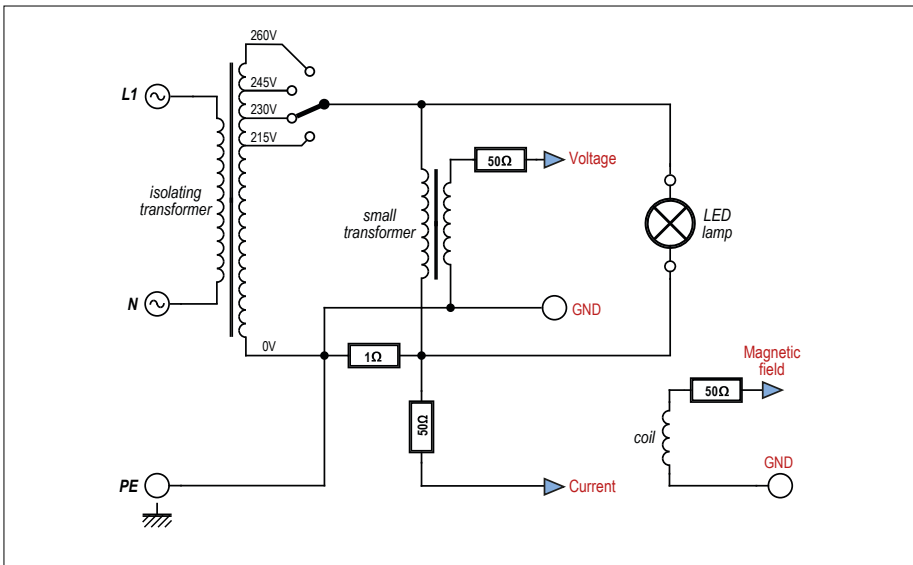 260V
L1
245V
230V
215V
50Ω
Voltage
isolating
transformer
small
transformer
LED
lamp
N
GND
0V
1Ω
Magnetic
field
50Ω
50Ω
coil
GND
PE
Current